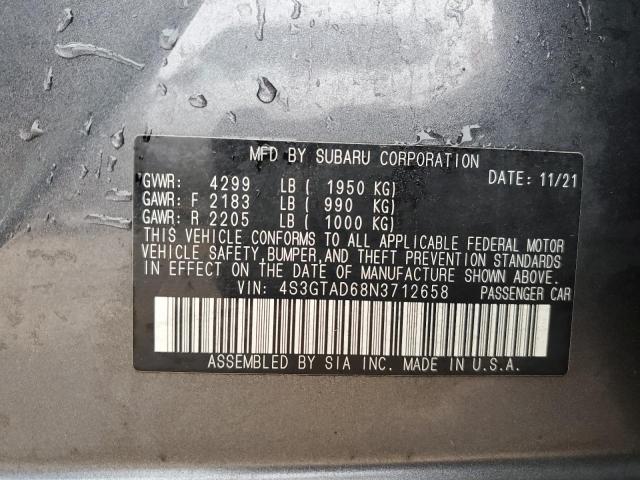 MFD BY SUBARU CORPORATION
DATE: 11/21
GVWR: 4299 LB ( 1950 KG)
GAWR: F 2183 LB ( 990 KG)
GAWR: R 2205 LB ( 1000 KG)
THIS VEHICLE CONFORMS TO ALL APPLICABLE FEDERAL MOTOR
VEHICLE SAFETY, BUMPER, AND THEFT PREVENTION STANDARDS
IN EFFECT ON THE DATE OF MANUFACTURE SHOWN ABOVE.
VIN: 4S3GTAD68N3712658 PASSENGER CAR
ASSEMBLED BY SIA INC. MADE IN U.S.A.